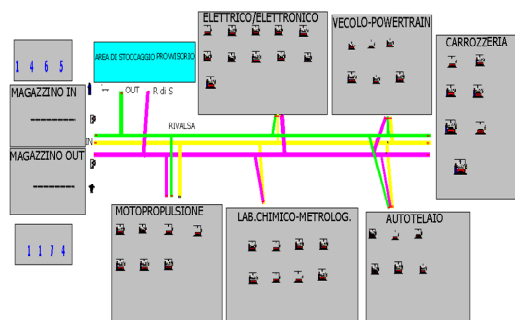 ELETTRICO/ELETTRONICO
VECOLO-POWERTRAIN
CARROZZERIA
AREA DI STOCCAGGIO PROVVISORIO
1 4 6 5
MAGAZZINO IN
OUT
R di S
RIVALSA
IN
MAGAZZINO OUT
MOTOPROPULSIONE
LAB.CHIMICO-METROLOG.
AUTOTELAIO
1 1 7 4